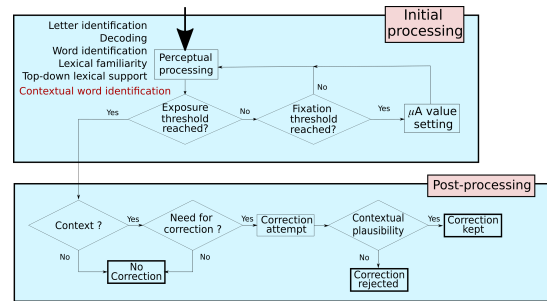 Initial
processing
Letter identification
Decoding
Word identification
Lexical familiarity
Top-down lexical support
Contextual word identification
Perceptual
processing
Exposure
threshold
reached?
Yes
No
Fixation
threshold
reached?
No
Yes
μA value
setting
Post-processing
Context ?
Yes
No
Need for
correction ?
Yes
No
No
Correction
Correction
attempt
Contextual
plausibility
Yes
No
Correction
kept
Correction
rejected